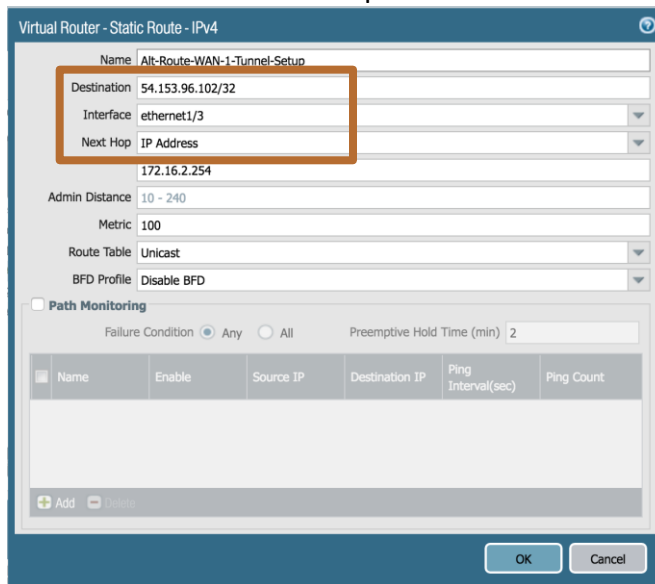 Virtual Router - Static Route - IPv4
Name Alt-Route-WAN-1-Tunnel-Setup
Destination 54.153.96.102/32
Interface ethernet1/3
Next Hop IP Address
172.16.2.254
Admin Distance 10 - 240
Metric 100
Route Table Unicast
BFD Profile Disable BFD
Path Monitoring
Failure Condition Any All Preemptive Hold Time (min) 2
Name Enable Source IP Destination IP Ping Interval(sec) Ping Count
Add Delete
OK Cancel